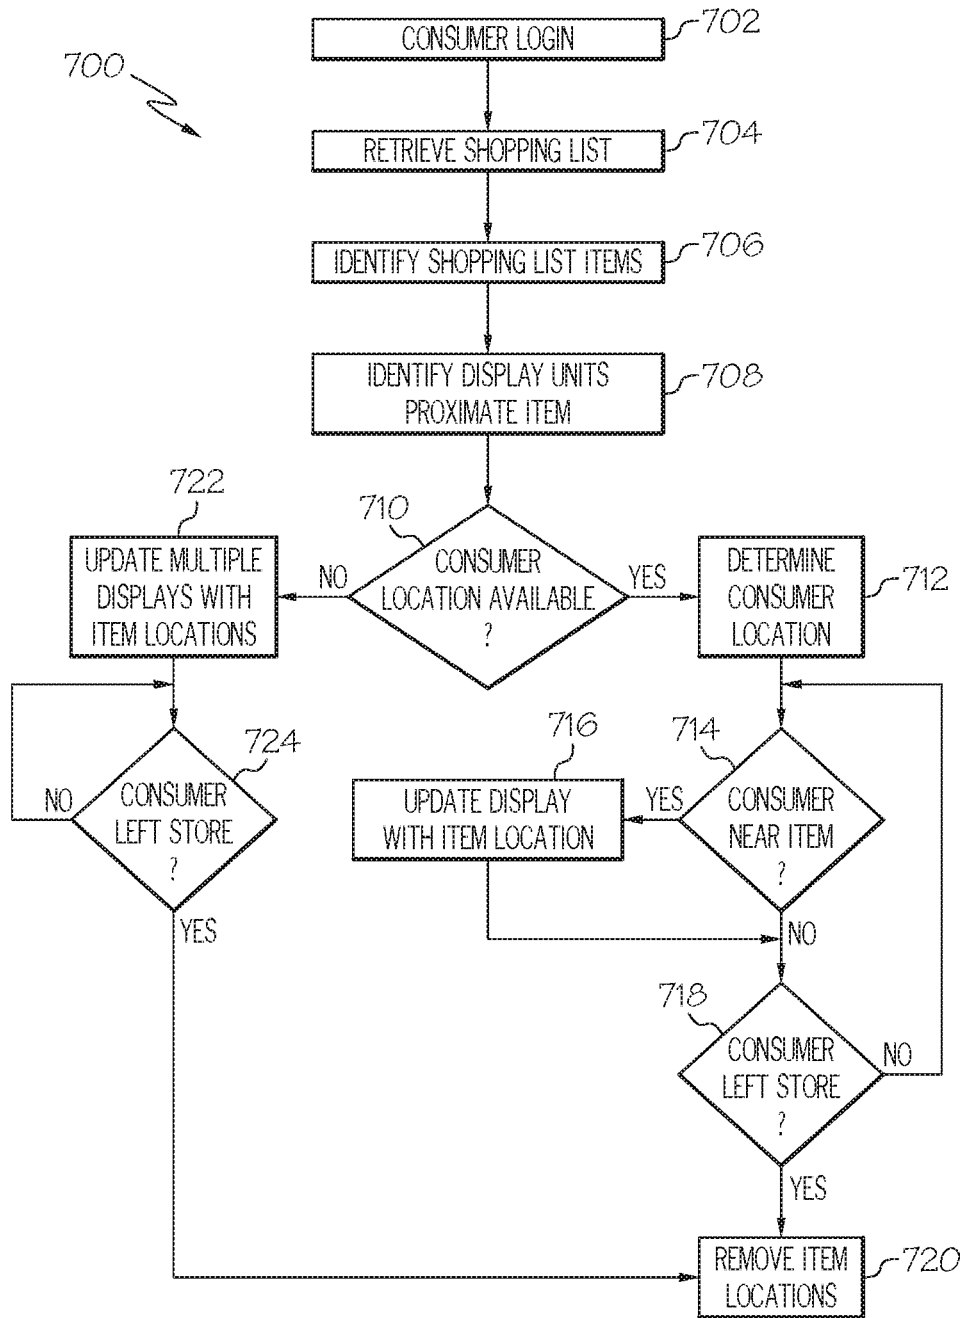 700
CONSUMER LOGIN
702
RETRIEVE SHOPPING LIST
704
IDENTIFY SHOPPING LIST ITEMS
706
IDENTIFY DISPLAY UNITS
PROXIMATE ITEM
708
710
CONSUMER
LOCATION AVAILABLE
?
NO
YES
722
UPDATE MULTIPLE
DISPLAYS WITH
ITEM LOCATIONS
DETERMINE
CONSUMER
LOCATION
712
724
CONSUMER
LEFT STORE
?
NO
YES
716
UPDATE DISPLAY
WITH ITEM LOCATION
714
YES
CONSUMER
NEAR ITEM
?
NO
718
CONSUMER
LEFT STORE
?
NO
YES
REMOVE ITEM
LOCATIONS
720